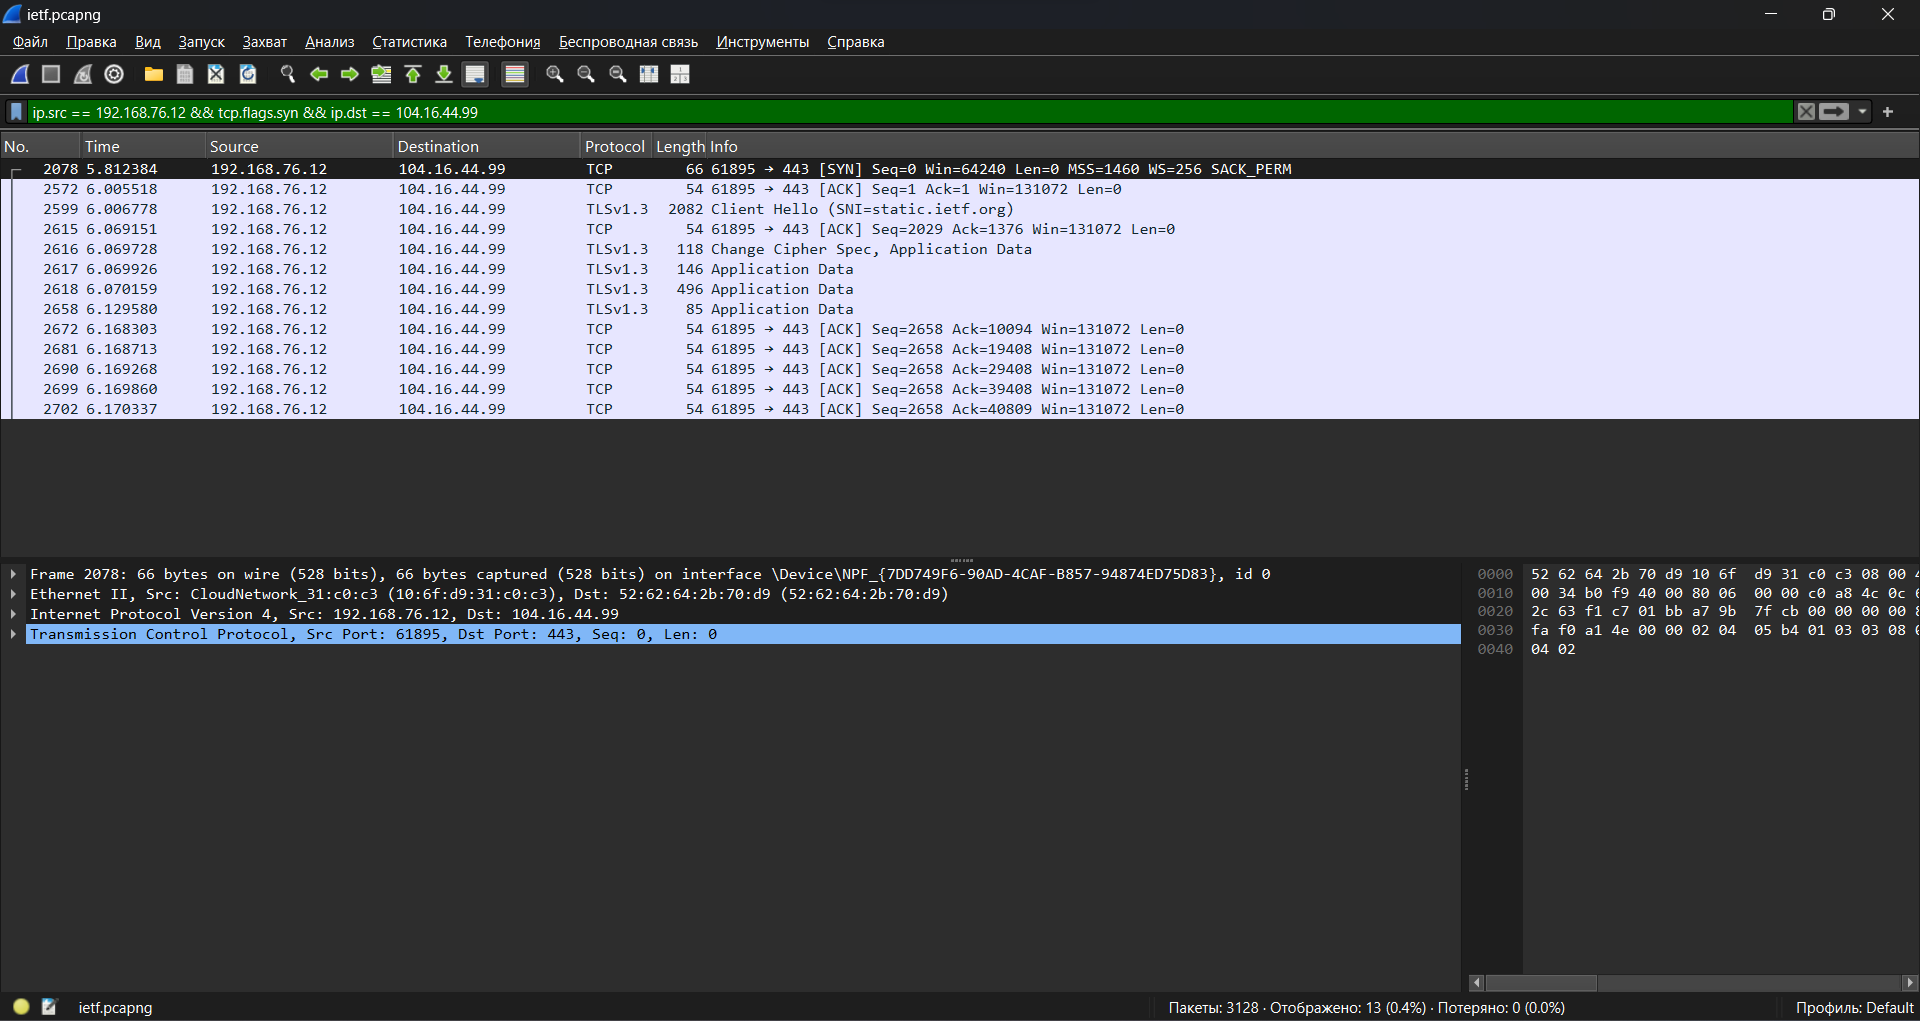 ietf.pcapng
Файл Правка Вид Запуск Захват Анализ Статистика Телефония Беспроводная связь Инструменты Справка
ip.src == 192.168.76.12 && tcp.flags.syn && ip.dst == 104.16.44.99
No. Time Source Destination Protocol Length Info
2078 5.812384 192.168.76.12 104.16.44.99 TCP 66 61895 → 443 [SYN] Seq=0 Win=64240 Len=0 MSS=1460 WS=256 SACK_PERM
2572 6.005518 192.168.76.12 104.16.44.99 TCP 54 61895 → 443 [ACK] Seq=1 Ack=1 Win=131072 Len=0
2599 6.006778 192.168.76.12 104.16.44.99 TLSv1.3 2082 Client Hello (SNI=static.ietf.org)
2615 6.069151 192.168.76.12 104.16.44.99 TCP 54 61895 → 443 [ACK] Seq=2029 Ack=1376 Win=131072 Len=0
2616 6.069728 192.168.76.12 104.16.44.99 TLSv1.3 118 Change Cipher Spec, Application Data
2617 6.069926 192.168.76.12 104.16.44.99 TLSv1.3 146 Application Data
2618 6.070159 192.168.76.12 104.16.44.99 TLSv1.3 496 Application Data
2658 6.129580 192.168.76.12 104.16.44.99 TLSv1.3 85 Application Data
2672 6.168303 192.168.76.12 104.16.44.99 TCP 54 61895 → 443 [ACK] Seq=2658 Ack=10094 Win=131072 Len=0
2681 6.168713 192.168.76.12 104.16.44.99 TCP 54 61895 → 443 [ACK] Seq=2658 Ack=19408 Win=131072 Len=0
2690 6.169268 192.168.76.12 104.16.44.99 TCP 54 61895 → 443 [ACK] Seq=2658 Ack=29408 Win=131072 Len=0
2699 6.169860 192.168.76.12 104.16.44.99 TCP 54 61895 → 443 [ACK] Seq=2658 Ack=39408 Win=131072 Len=0
2702 6.170337 192.168.76.12 104.16.44.99 TCP 54 61895 → 443 [ACK] Seq=2658 Ack=40809 Win=131072 Len=0
Frame 2078: 66 bytes on wire (528 bits), 66 bytes captured (528 bits) on interface \Device\NPF_{7DD749F6-90AD-4CAF-B857-94874ED75D83}, id 0
Ethernet II, Src: CloudNetwork_31:c0:c3 (10:6f:d9:31:c0:c3), Dst: 52:62:64:2b:70:d9 (52:62:64:2b:70:d9)
Internet Protocol Version 4, Src: 192.168.76.12, Dst: 104.16.44.99
Transmission Control Protocol, Src Port: 61895, Dst Port: 443, Seq: 0, Len: 0
0000 52 62 64 2b 70 d9 10 6f d9 31 c0 c3 08 00
0010 00 34 b0 f9 40 00 80 06 00 00 c0 a8 4c 0c
0020 2c 63 f1 c7 01 bb a7 9b 7f cb 00 00 00 00
0030 fa f0 a1 4e 00 00 02 04 05 b4 01 03 03 08
0040 04 02
ietf.pcapng
Пакеты: 3128 · Отображено: 13 (0.4%) · Потеряно: 0 (0.0%)
Профиль: Default